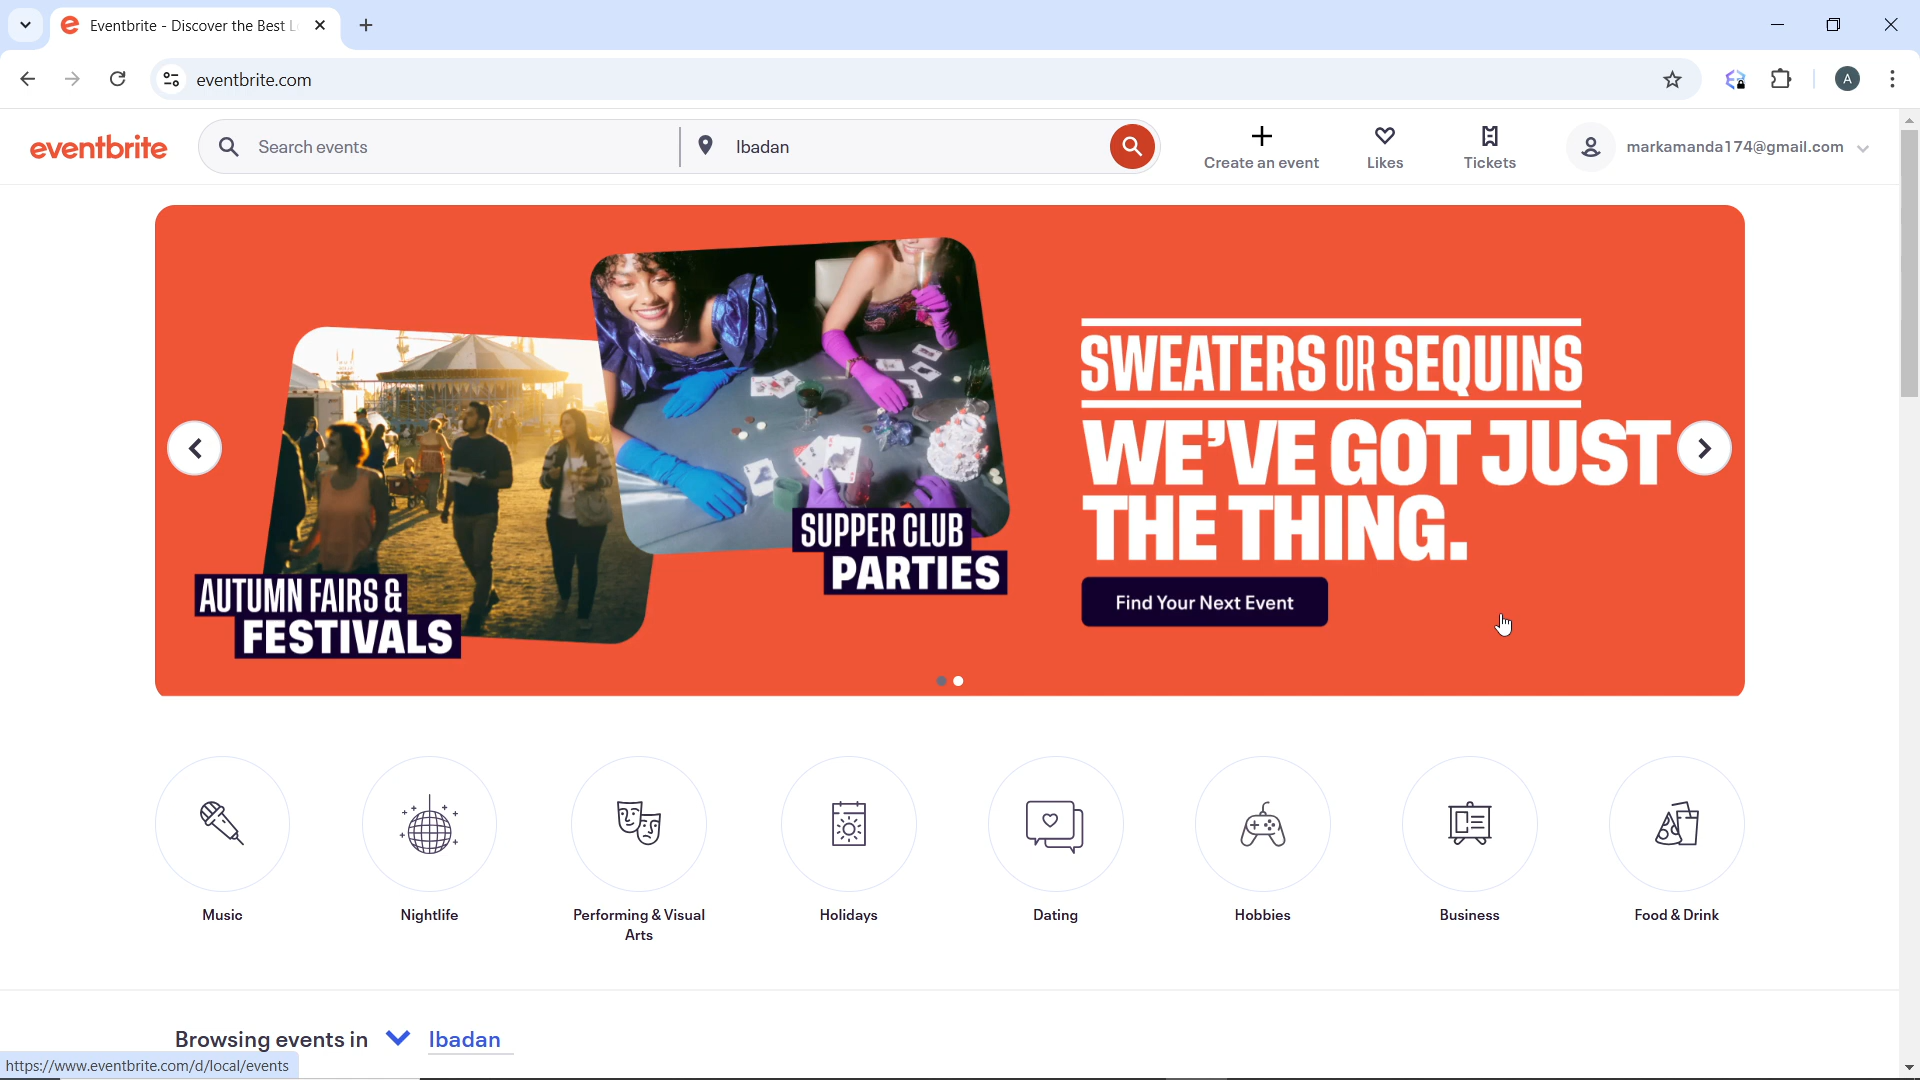 Eventbrite - Discover the Best L
eventbrite.com
A
eventbrite
Search events
Ibadan
Create an event
Likes
Tickets
markamanda174@gmail.com
SWEATERS OR SEQUINS
WE'VE GOT JUST
THE THING.
Find Your Next Event
SUPPER CLUB
PARTIES
AUTUMN FAIRS &
FESTIVALS
Music
Nightlife
Performing & Visual
Arts
Holidays
Dating
Hobbies
Business
Food & Drink
Browsing events in Ibadan
https://www.eventbrite.com/d/local/events